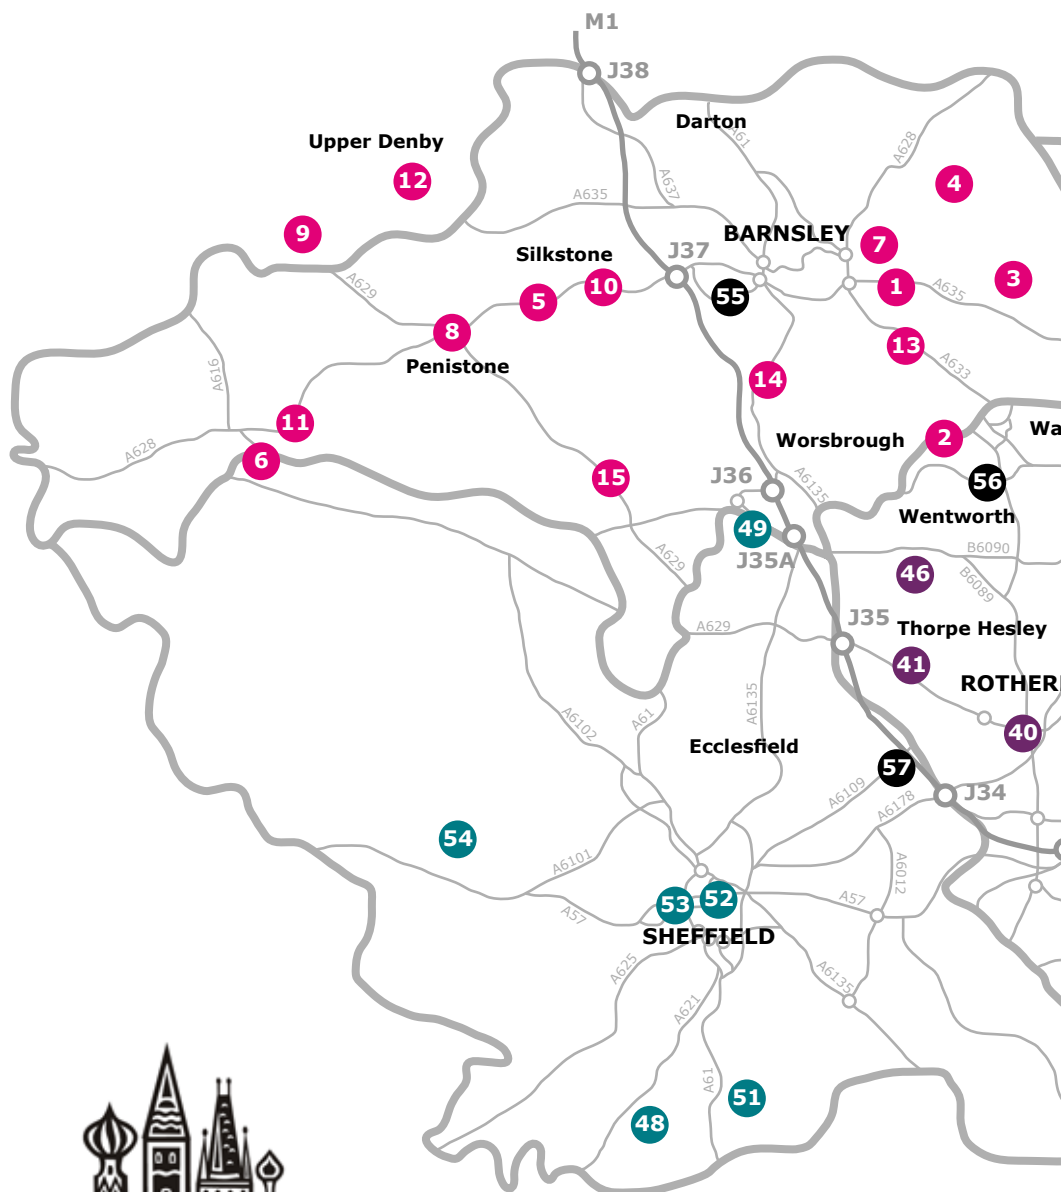 M1
J38
Darton
A61
Upper Denby
A628
12
4
A637
A635
9
BARNSLEY
7
J37
Silkstone
10
1
3
A629
5
55
A635
8
13
Penistone
A616
A633
14
11
2
Wa
A628
Worsbrough
6
15
J36
A6135
56
Wentworth
49
J35A
B6090
A629
46
B6089
J35
A629
Thorpe Hesley
41
ROTHER
A6135
A6102
A61
40
Ecclesfield
57
A6109
J34
A6178
54
A6101
A6012
53
52
A57
A57
SHEFFIELD
A625
A6135
A621
A61
51
48